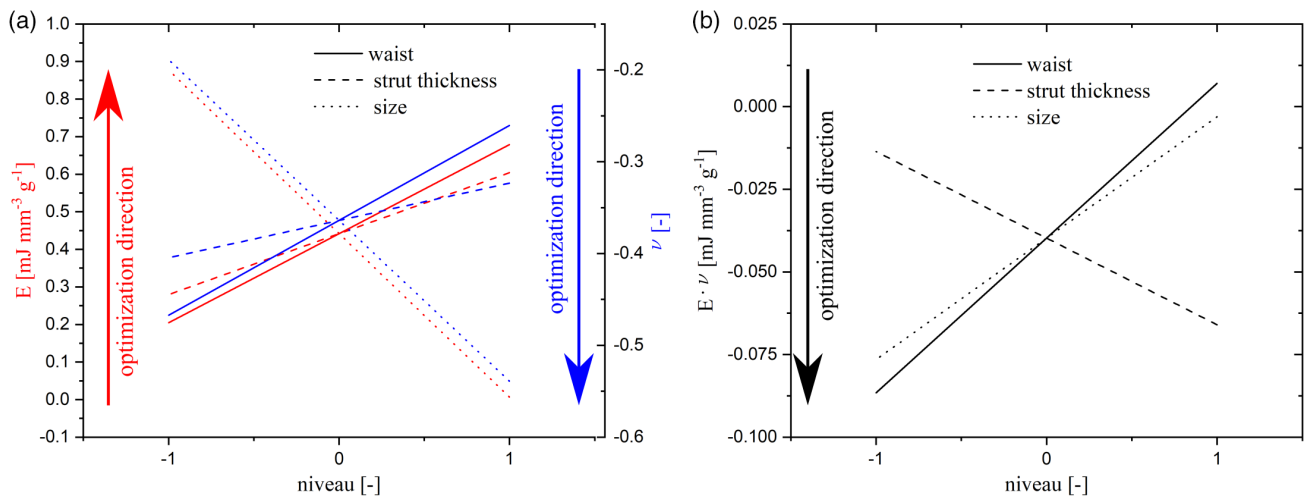 (a)
1.0
0.9
0.8
0.7
0.6
0.5
0.4
0.3
0.2
0.1
0.0
-0.1
E [mJ mm⁻³ g⁻¹]
optimization direction
waist
strut thickness
size
-1
0
1
niveau [-]
optimization direction
-0.2
-0.3
-0.4
-0.5
-0.6
ν [-]
(b)
0.025
0.000
-0.025
-0.050
-0.075
-0.100
E · ν [mJ mm⁻³ g⁻¹]
optimization direction
waist
strut thickness
size
-1
0
1
niveau [-]